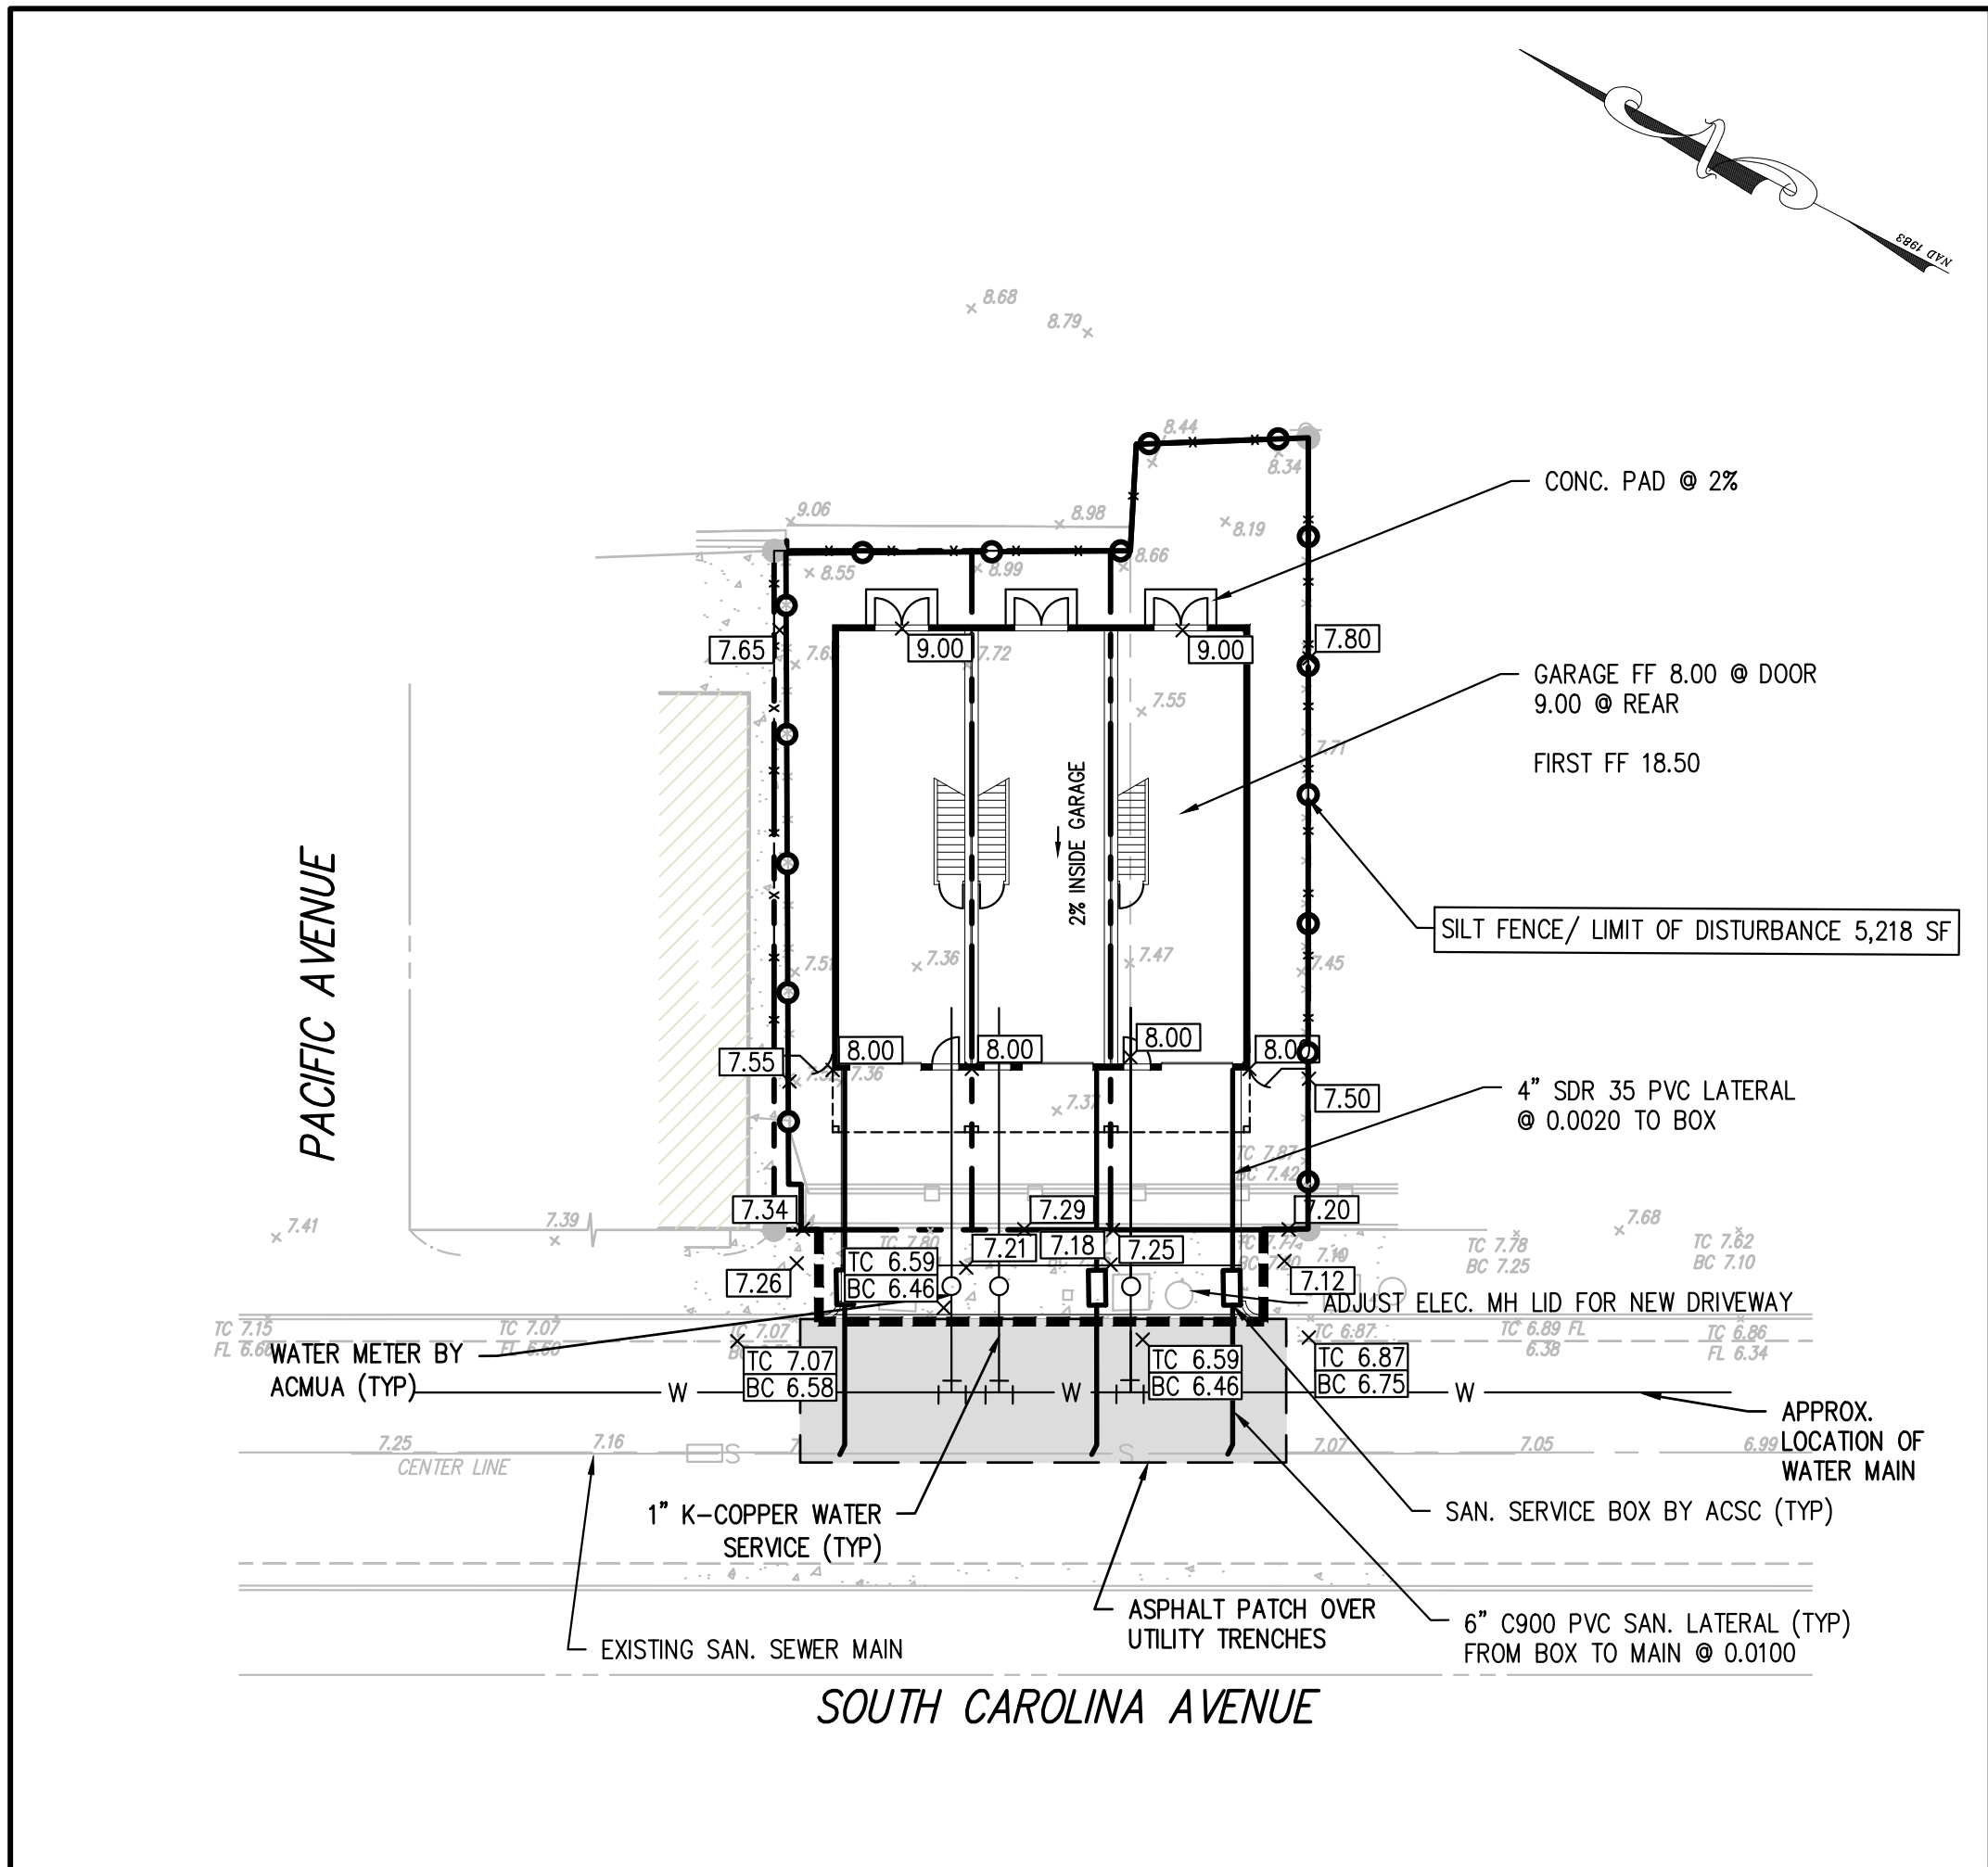 NAD 1983
8.68
8.79
8.44
8.34
CONC. PAD @ 2%
9.06
8.98
8.19
8.55
8.99
8.66
7.65
9.00
9.00
7.80
7.72
GARAGE FF 8.00 @ DOOR
9.00 @ REAR
FIRST FF 18.50
7.55
7.71
2% INSIDE GARAGE
PACIFIC AVENUE
SILT FENCE/ LIMIT OF DISTURBANCE 5,218 SF
7.51
7.36
7.47
7.45
7.55
8.00
8.00
8.00
7.36
7.37
7.50
4" SDR 35 PVC LATERAL
@ 0.0020 TO BOX
TC 7.87
BC 7.42
7.34
7.29
7.20
7.41
7.39
7.68
TC 7.80
TC 7.78
BC 7.25
TC 7.62
BC 7.10
7.26
TC 6.59
BC 6.46
7.21
7.18
7.25
7.12
ADJUST ELEC. MH LID FOR NEW DRIVEWAY
TC 7.15
TC 7.07
TC 7.07
TC 6.87
TC 6.89 FL
6.38
TC 6.86
FL 6.34
WATER METER BY
ACMUA (TYP)
TC 7.07
BC 6.58
TC 6.59
BC 6.46
TC 6.87
BC 6.75
W
W
W
APPROX.
LOCATION OF
WATER MAIN
7.25
7.16
S
S
7.07
7.05
6.99
CENTER LINE
1" K-COPPER WATER
SERVICE (TYP)
SAN. SERVICE BOX BY ACSC (TYP)
ASPHALT PATCH OVER
UTILITY TRENCHES
6" C900 PVC SAN. LATERAL (TYP)
FROM BOX TO MAIN @ 0.0100
EXISTING SAN. SEWER MAIN
SOUTH CAROLINA AVENUE